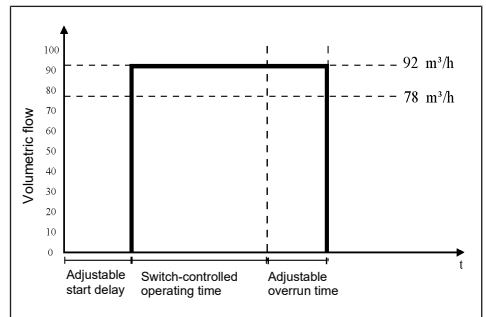 Volumetric flow
100
90
80
70
60
50
40
30
20
10
0
92 m³/h
78 m³/h
t
Adjustable
start delay
Switch-controlled
operating time
Adjustable
overrun time